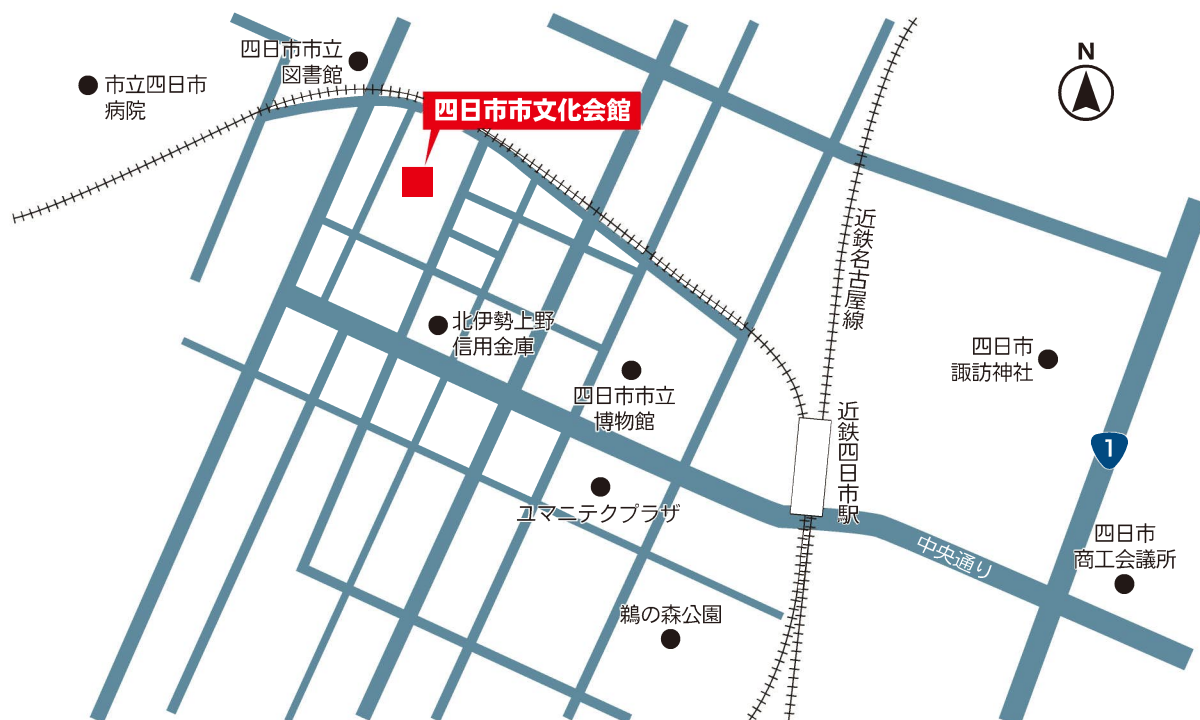 四日市市立
図書館
市立四日市
病院
四日市市文化会館
N
近鉄名古屋線
北伊勢上野
信用金庫
四日市
諏訪神社
四日市市立
博物館
近鉄四日市駅
1
ユマニテクプラザ
中央通り
四日市
商工会議所
鵜の森公園